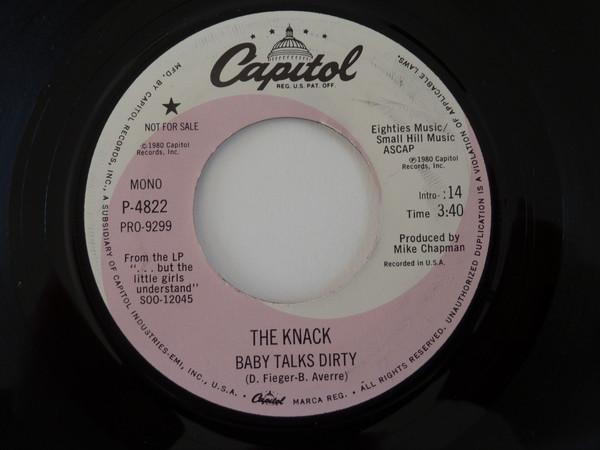 Capitol
REG. U.S. PAT. OFF.
NOT FOR SALE
©1980 Capitol
Records, Inc.
MONO
P-4822
PRO-9299
From the LP
"...but the
little girls
understand"
SOO-12045
Eighties Music/
Small Hill Music
ASCAP
℗1980 Capitol
Records, Inc.
Intro- :14
Time 3:40
Produced by
Mike Chapman
Recorded in U.S.A.
THE KNACK
BABY TALKS DIRTY
(D. Fieger-B. Averre)
MFD. BY CAPITOL RECORDS, INC., A SUBSIDIARY OF CAPITOL INDUSTRIES-EMI, INC., U.S.A. • Capitol MARCA REG. • ALL RIGHTS RESERVED. UNAUTHORIZED DUPLICATION IS A VIOLATION OF APPLICABLE LAWS.